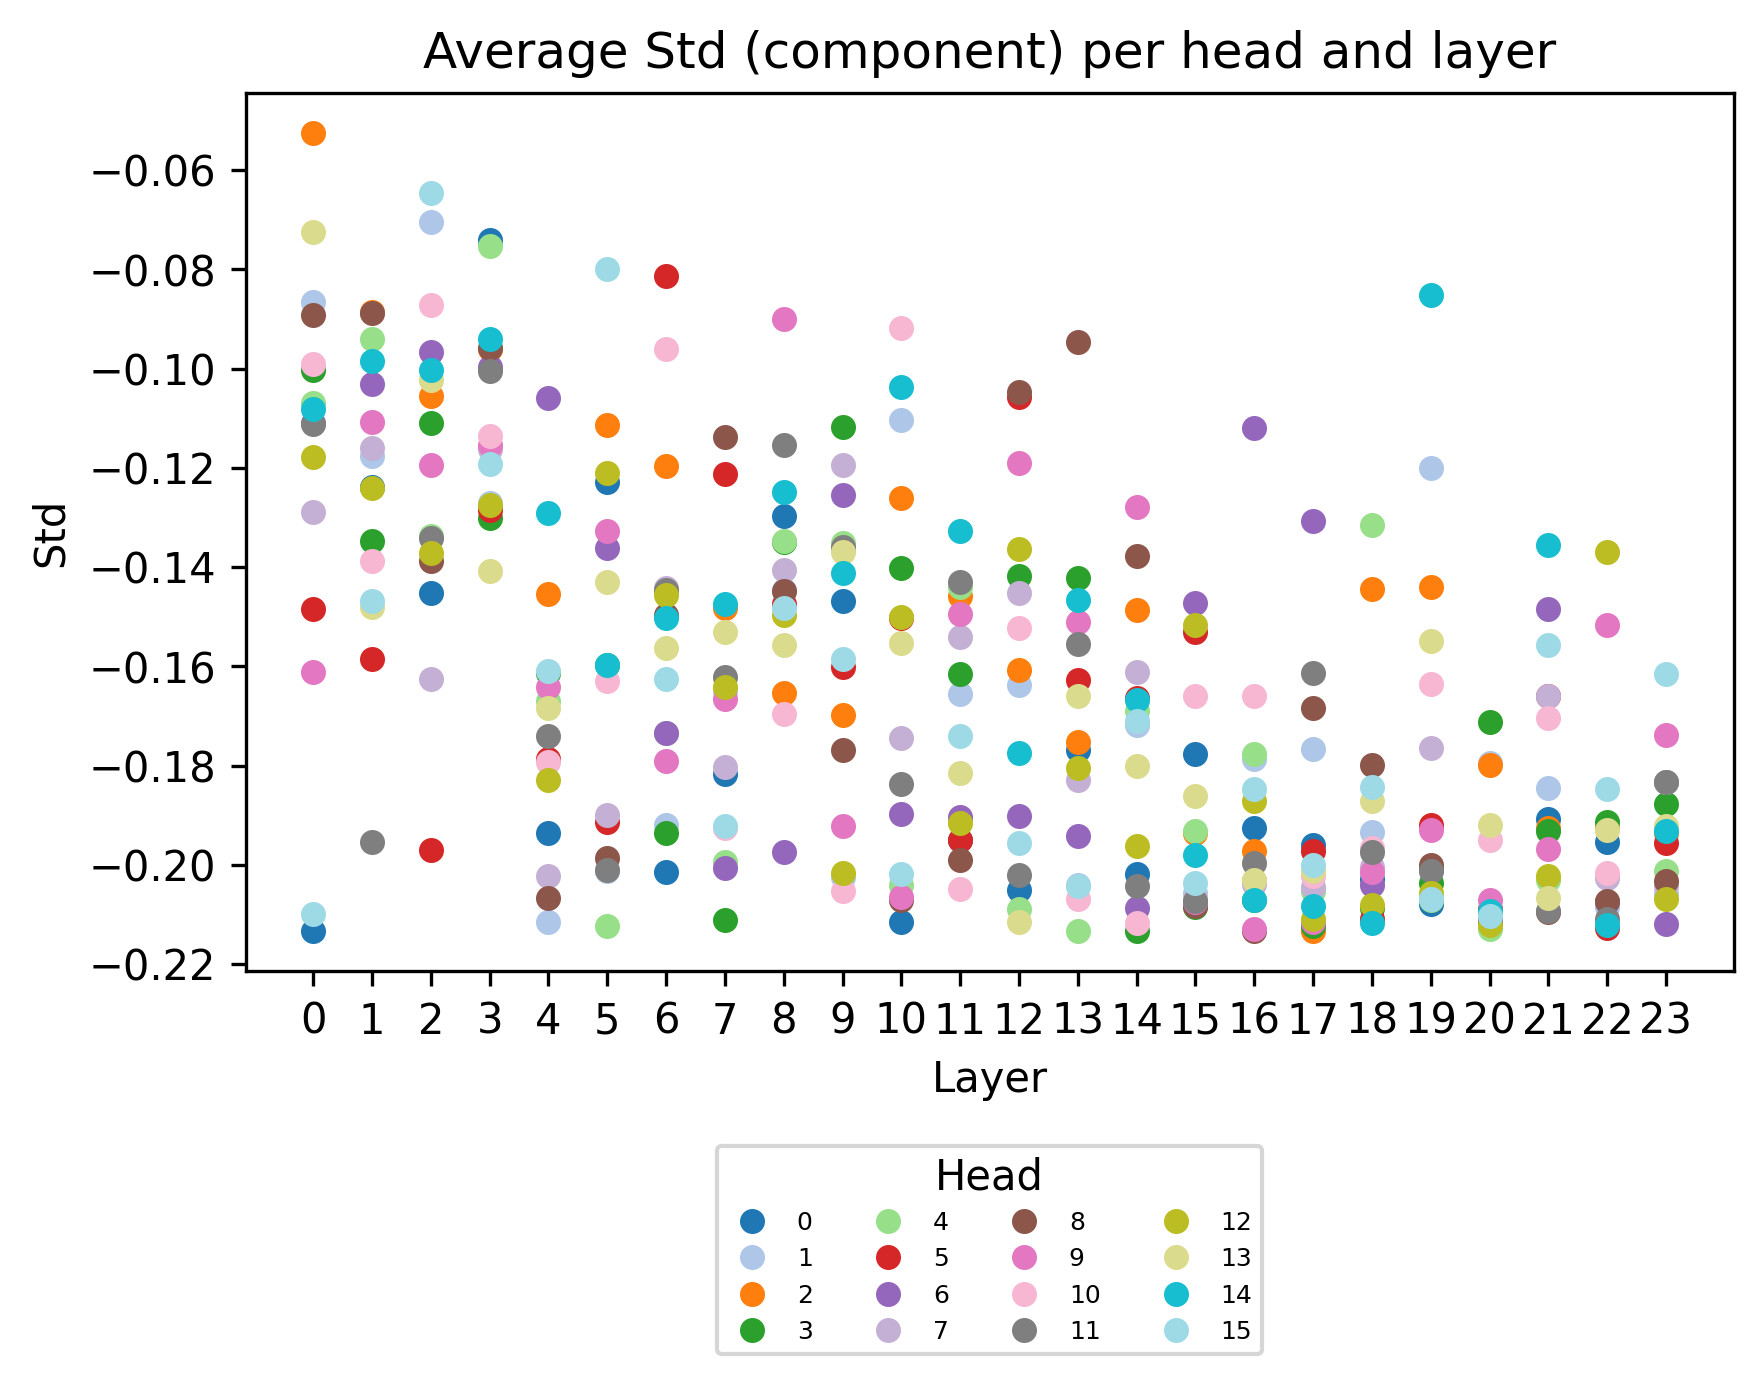 Average Std (component) per head and layer
Std
−0.06
−0.08
−0.10
−0.12
−0.14
−0.16
−0.18
−0.20
−0.22
0 1 2 3 4 5 6 7 8 9 10 11 12 13 14 15 16 17 18 19 20 21 22 23
Layer
Head
0 4 8 12
1 5 9 13
2 6 10 14
3 7 11 15